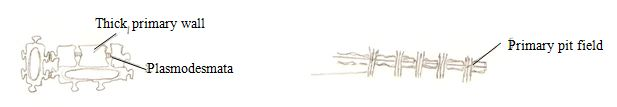 Thick primary wall
Primary pit field
Plasmodesmata